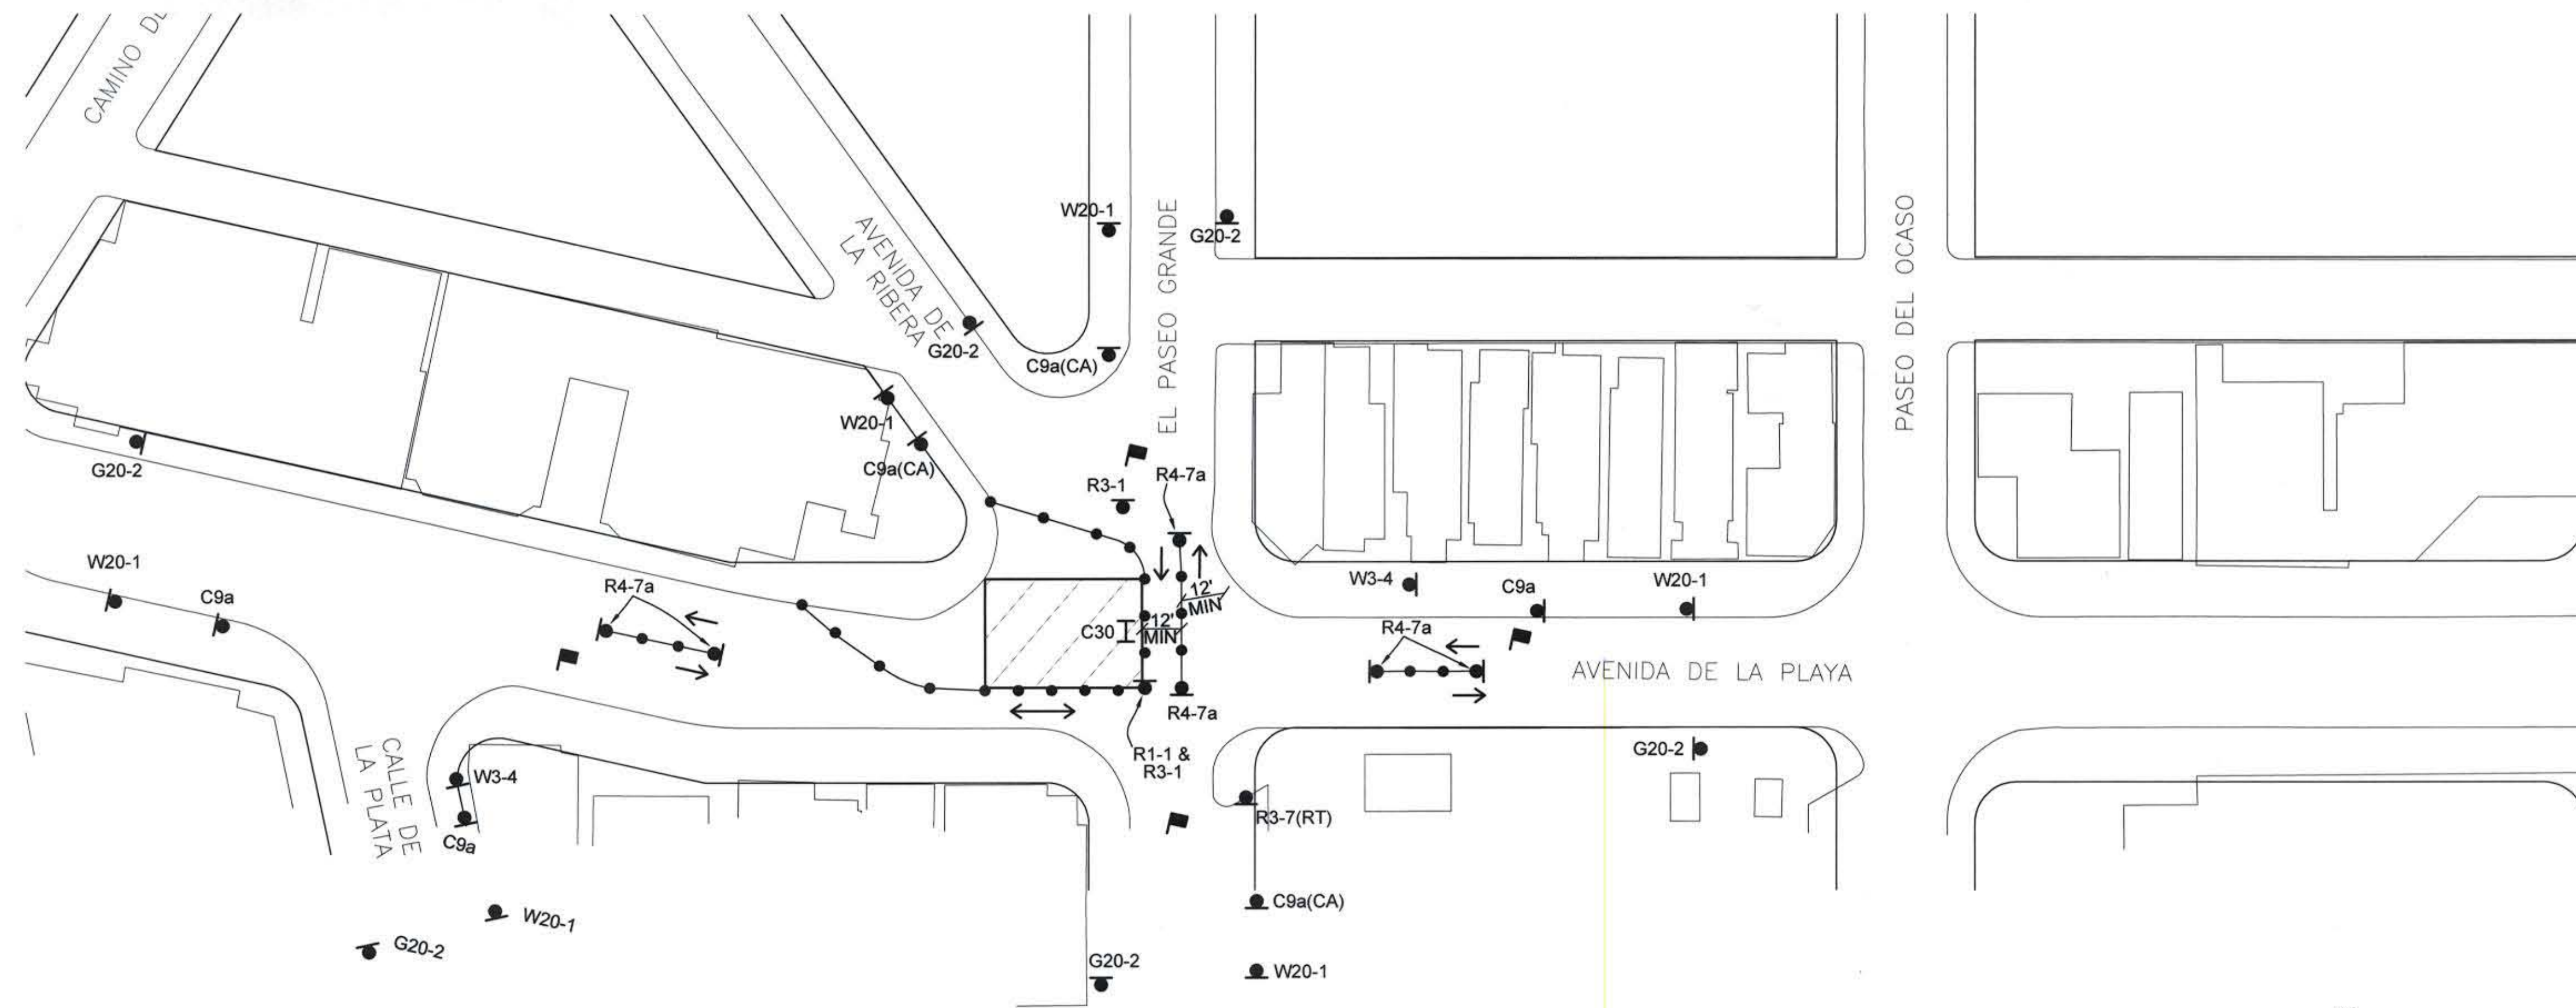 CAMINO DE
W20-1
G20-2
EL PASEO GRANDE
PASEO DEL OCASO
AVENIDA DE
LA RIBERA
G20-2
C9a(CA)
W20-1
C9a(CA)
G20-2
R3-1
R4-7a
W20-1
C9a
R4-7a
12'
MIN
C30
12'
MIN
W3-4
C9a
W20-1
R4-7a
AVENIDA DE LA PLAYA
R4-7a
R1-1 &
R3-1
G20-2
CALLE DE
LA PLATA
W3-4
C9a
R3-7(RT)
W20-1
G20-2
C9a(CA)
G20-2
W20-1